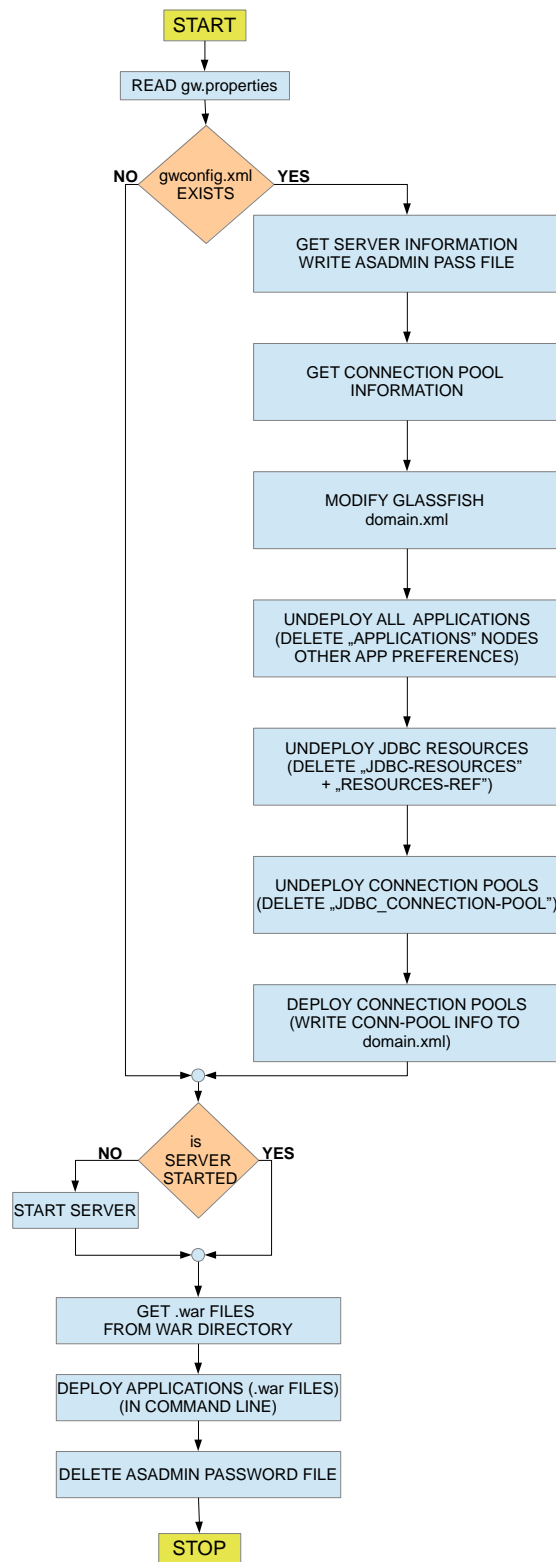 START
READ gw.properties
gwconfig.xml
EXISTS
NO
YES
GET SERVER INFORMATION
WRITE ASADMIN PASS FILE
GET CONNECTION POOL
INFORMATION
MODIFY GLASSFISH
domain.xml
UNDEPLOY ALL APPLICATIONS
(DELETE „APPLICATIONS” NODES
OTHER APP PREFERENCES)
UNDEPLOY JDBC RESOURCES
(DELETE „JDBC-RESOURCES”
+ „RESOURCES-REF”)
UNDEPLOY CONNECTION POOLS
(DELETE „JDBC_CONNECTION-POOL”)
DEPLOY CONNECTION POOLS
(WRITE CONN-POOL INFO TO
domain.xml)
is
SERVER
STARTED
NO
YES
START SERVER
GET .war FILES
FROM WAR DIRECTORY
DEPLOY APPLICATIONS (.war FILES)
(IN COMMAND LINE)
DELETE ASADMIN PASSWORD FILE
STOP